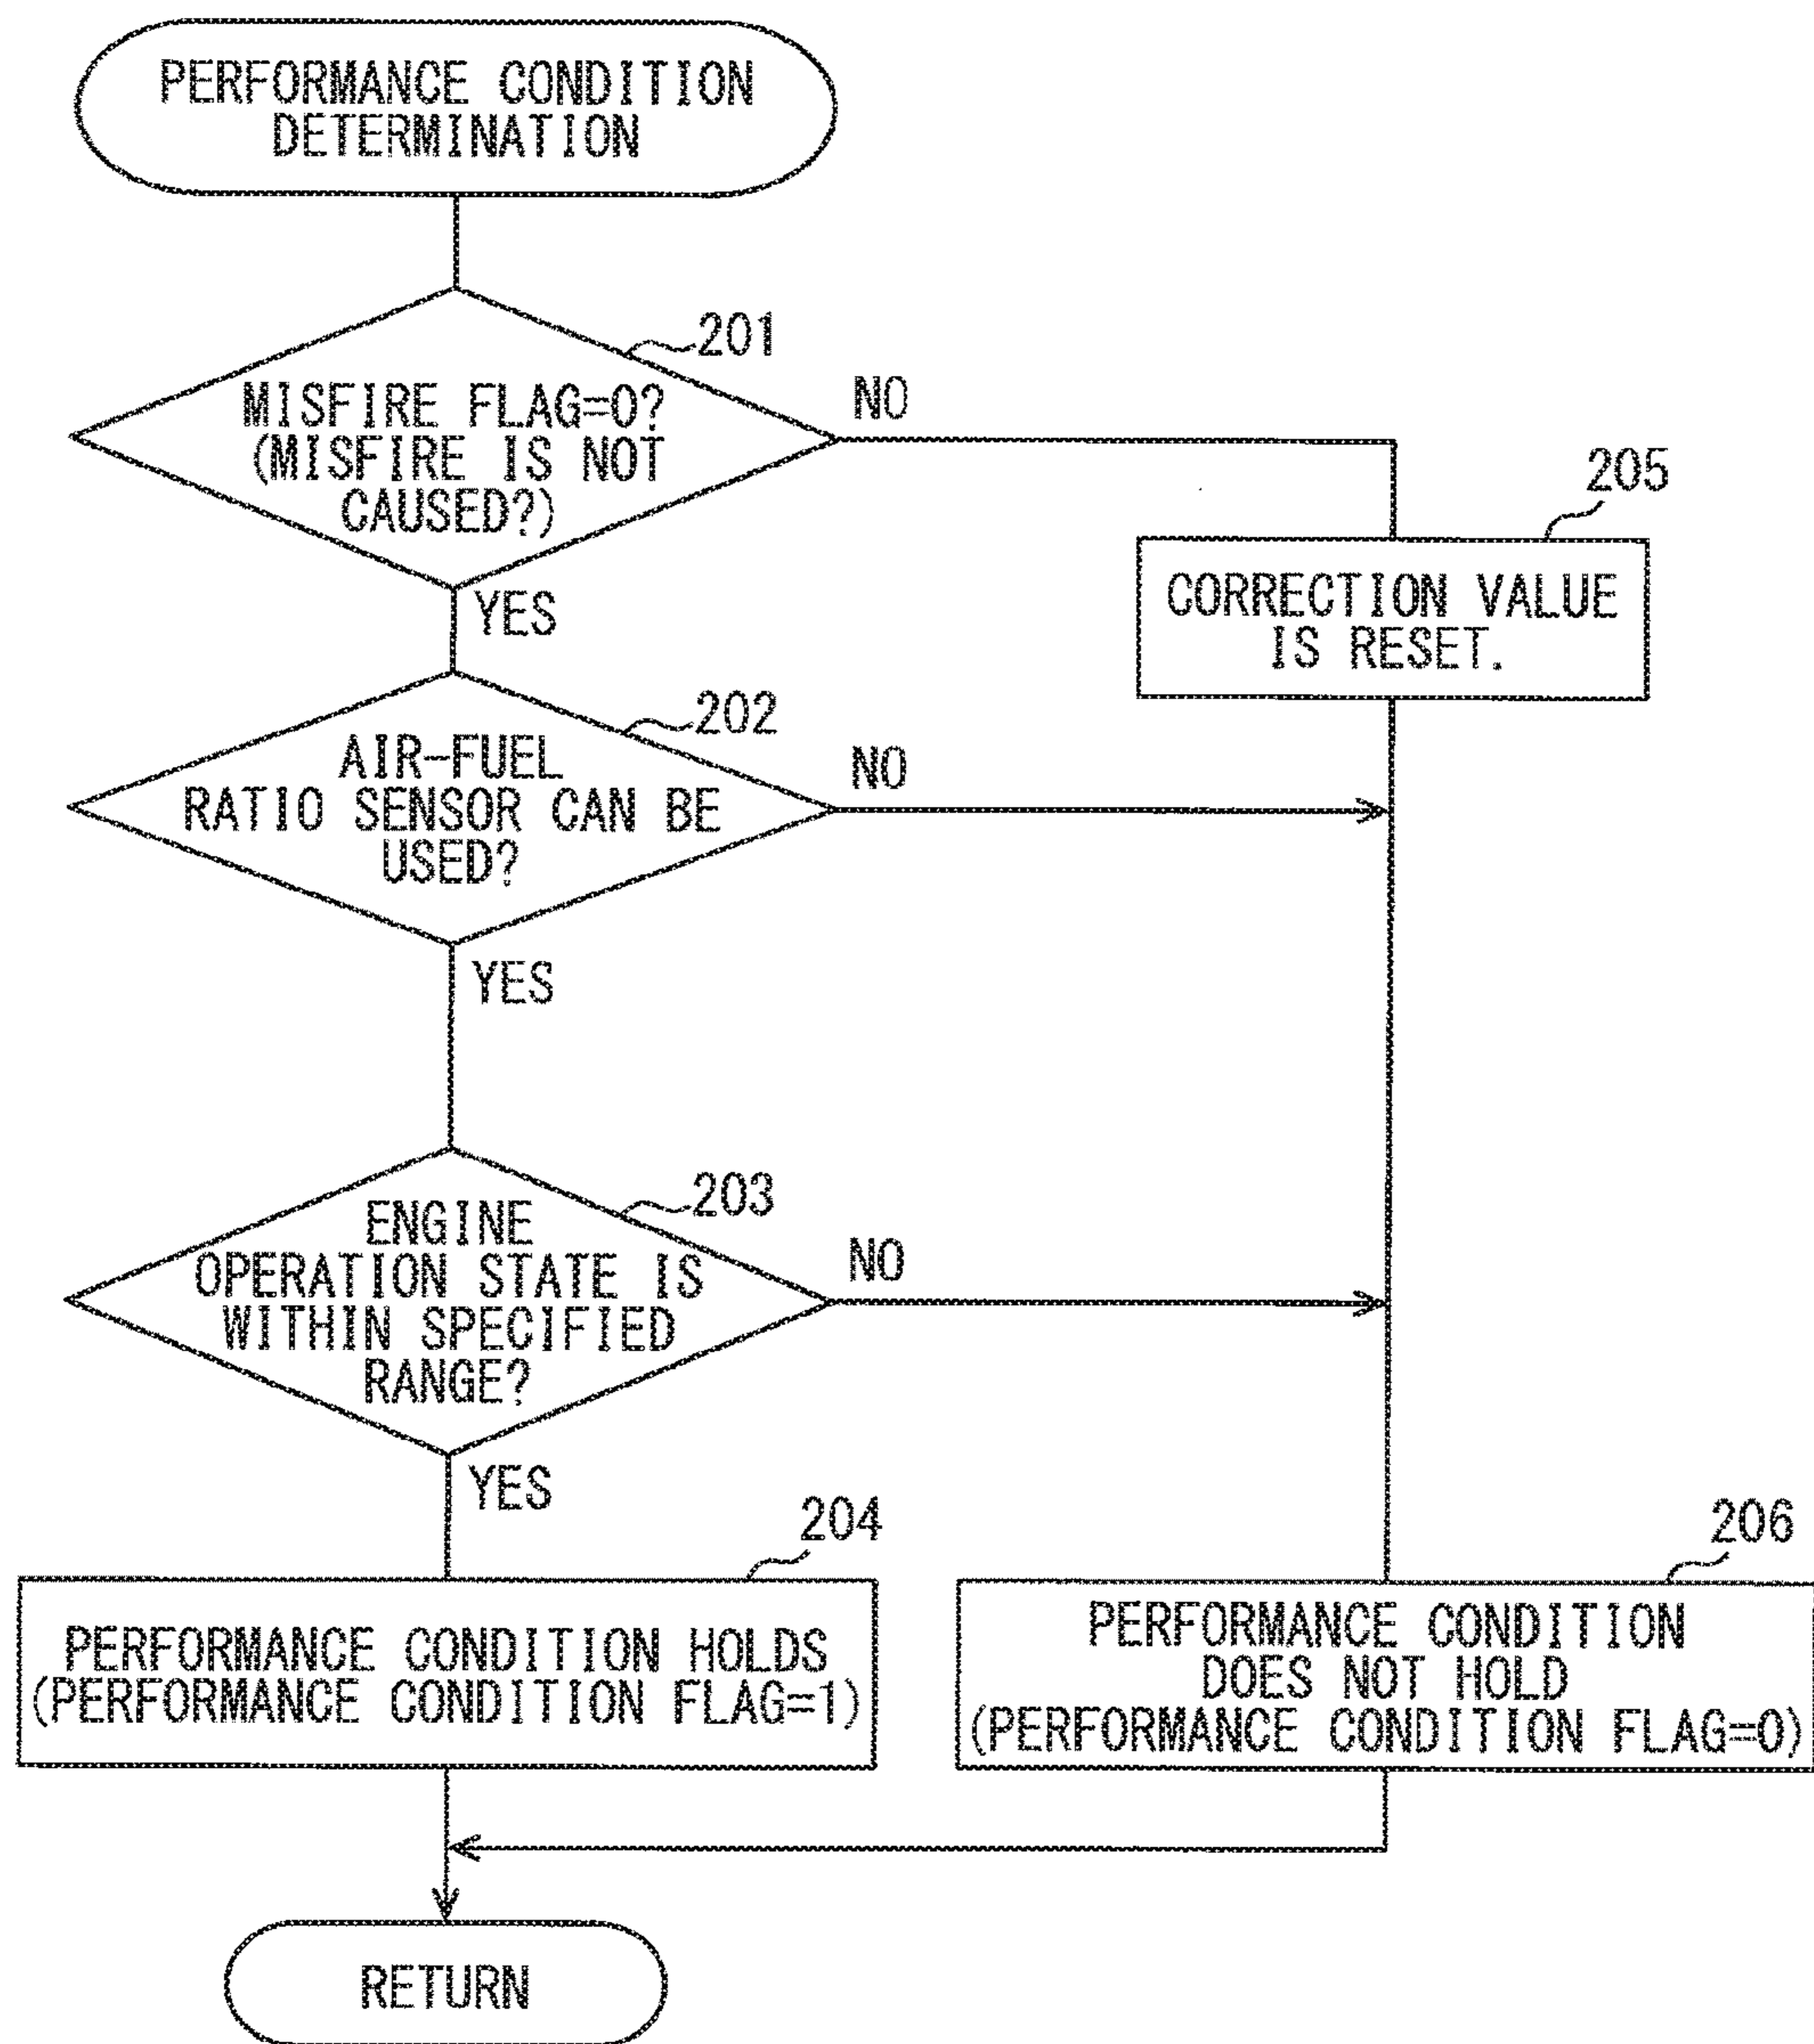 PERFORMANCE CONDITION
DETERMINATION
201
MISFIRE FLAG=0?
(MISFIRE IS NOT
CAUSED?)
NO
YES
205
CORRECTION VALUE
IS RESET.
202
AIR-FUEL
RATIO SENSOR CAN BE
USED?
NO
YES
203
ENGINE
OPERATION STATE IS
WITHIN SPECIFIED
RANGE?
NO
YES
204
PERFORMANCE CONDITION HOLDS
(PERFORMANCE CONDITION FLAG=1)
206
PERFORMANCE CONDITION
DOES NOT HOLD
(PERFORMANCE CONDITION FLAG=0)
RETURN